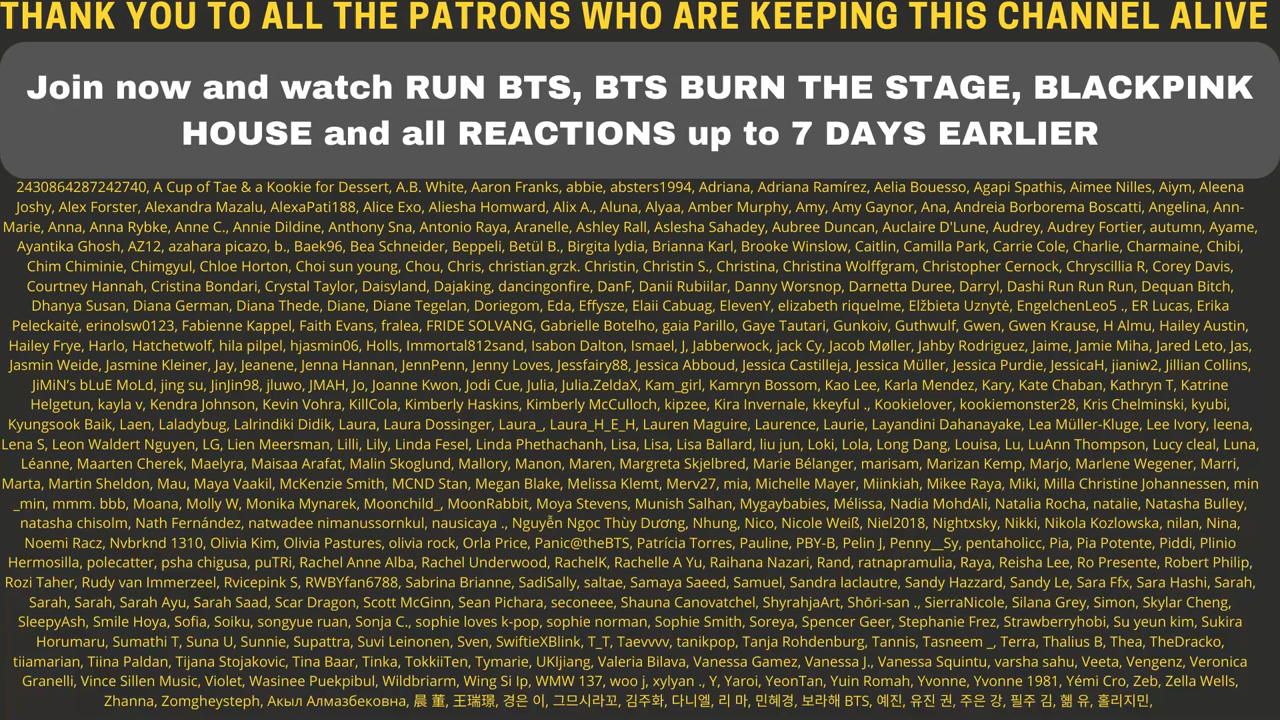 THANK YOU TO ALL THE PATRONS WHO ARE KEEPING THIS CHANNEL ALIVE
Join now and watch RUN BTS, BTS BURN THE STAGE, BLACKPINK
HOUSE and all REACTIONS up to 7 DAYS EARLIER
2430864287242740, A Cup of Tae & a Kookie for Dessert, A.B. White, Aaron Franks, abbie, absters1994, Adriana, Adriana Ramírez, Aelia Bouesso, Agapi Spathis, Aimee Nilles, Aiym, Aleena
Joshy, Alex Forster, Alexandra Mazalu, AlexaPati188, Alice Exo, Aliesha Homward, Alix A., Aluna, Alyaa, Amber Murphy, Amy, Amy Gaynor, Ana, Andreia Borborema Boscatti, Angelina, Ann-
Marie, Anna, Anna Rybke, Anne C., Annie Dildine, Anthony Sna, Antonio Raya, Aranelle, Ashley Rall, Aslesha Sahadey, Aubree Duncan, Auclaire D'Lune, Audrey, Audrey Fortier, autumn, Ayame,
Ayantika Ghosh, AZ12, azahara picazo, b., Baek96, Bea Schneider, Beppeli, Betül B., Birgita lydia, Brianna Karl, Brooke Winslow, Caitlin, Camilla Park, Carrie Cole, Charlie, Charmaine, Chibi,
Chim Chiminie, Chimgyul, Chloe Horton, Choi sun young, Chou, Chris, christian.grzk. Christin, Christin S., Christina, Christina Wolffgram, Christopher Cernock, Chryscillia R, Corey Davis,
Courtney Hannah, Cristina Bondari, Crystal Taylor, Daisyland, Dajaking, dancingonfire, DanF, Danii Rubiilar, Danny Worsnop, Darnetta Duree, Darryl, Dashi Run Run Run, Dequan Bitch,
Dhanya Susan, Diana German, Diana Thede, Diane, Diane Tegelan, Doriegom, Eda, Effysze, Elaii Cabuag, ElevenY, elizabeth riquelme, Elžbieta Uznytė, EngelchenLeo5 ., ER Lucas, Erika
Peleckaitė, erinolsw0123, Fabienne Kappel, Faith Evans, fralea, FRIDE SOLVANG, Gabrielle Botelho, gaia Parillo, Gaye Tautari, Gunkoiv, Guthwulf, Gwen, Gwen Krause, H Almu, Hailey Austin,
Hailey Frye, Harlo, Hatchetwolf, hila pilpel, hjasmin06, Holls, Immortal812sand, Isabon Dalton, Ismael, J, Jabberwock, jack Cy, Jacob Møller, Jahby Rodriguez, Jaime, Jamie Miha, Jared Leto, Jas,
Jasmin Weide, Jasmine Kleiner, Jay, Jeanene, Jenna Hannan, JennPenn, Jenny Loves, Jessfairy88, Jessica Abboud, Jessica Castilleja, Jessica Müller, Jessica Purdie, JessicaH, jianiw2, Jillian Collins,
JiMiN's bLuE MoLd, jing su, JinJin98, jluwo, JMAH, Jo, Joanne Kwon, Jodi Cue, Julia, Julia.ZeldaX, Kam_girl, Kamryn Bossom, Kao Lee, Karla Mendez, Kary, Kate Chaban, Kathryn T, Katrine
Helgetun, kayla v, Kendra Johnson, Kevin Vohra, KillCola, Kimberly Haskins, Kimberly McCulloch, kipzee, Kira Invernale, kkeyful ., Kookielover, kookiemonster28, Kris Chelminski, kyubi,
Kyungsook Baik, Laen, Laladybug, Lalrindiki Didik, Laura, Laura Dossinger, Laura_, Laura_H_E_H, Lauren Maguire, Laurence, Laurie, Layandini Dahanayake, Lea Müller-Kluge, Lee Ivory, leena,
Lena S, Leon Waldert Nguyen, LG, Lien Meersman, Lilli, Lily, Linda Fesel, Linda Phethachanh, Lisa, Lisa, Lisa Ballard, liu jun, Loki, Lola, Long Dang, Louisa, Lu, LuAnn Thompson, Lucy cleal, Luna,
Léanne, Maarten Cherek, Maelyra, Maisaa Arafat, Malin Skoglund, Mallory, Manon, Maren, Margreta Skjelbred, Marie Bélanger, marisam, Marizan Kemp, Marjo, Marlene Wegener, Marri,
Marta, Martin Sheldon, Mau, Maya Vaakil, McKenzie Smith, MCND Stan, Megan Blake, Melissa Klemt, Merv27, mia, Michelle Mayer, Miinkiah, Mikee Raya, Miki, Milla Christine Johannessen, min
_min, mmm. bbb, Moana, Molly W, Monika Mynarek, Moonchild_, MoonRabbit, Moya Stevens, Munish Salhan, Mygaybabies, Mélissa, Nadia MohdAli, Natalia Rocha, natalie, Natasha Bulley,
natasha chisolm, Nath Fernández, natwadee nimanussornkul, nausicaya ., Nguyễn Ngọc Thùy Dương, Nhung, Nico, Nicole Weiß, Niel2018, Nightxsky, Nikki, Nikola Kozlowska, nilan, Nina,
Noemi Racz, Nvbrknd 1310, Olivia Kim, Olivia Pastures, olivia rock, Orla Price, Panic@theBTS, Patrícia Torres, Pauline, PBY-B, Pelin J, Penny__Sy, pentaholicc, Pia, Pia Potente, Piddi, Plinio
Hermosilla, polecatter, psha chigusa, puTRi, Rachel Anne Alba, Rachel Underwood, RachelK, Rachelle A Yu, Raihana Nazari, Rand, ratnapramulia, Raya, Reisha Lee, Ro Presente, Robert Philip,
Rozi Taher, Rudy van Immerzeel, Rvicepink S, RWBYfan6788, Sabrina Brianne, SadiSally, saltae, Samaya Saeed, Samuel, Sandra laclautre, Sandy Hazzard, Sandy Le, Sara Ffx, Sara Hashi, Sarah,
Sarah, Sarah, Sarah Ayu, Sarah Saad, Scar Dragon, Scott McGinn, Sean Pichara, seconeee, Shauna Canovatchel, ShyrahjaArt, Shōri-san ., SierraNicole, Silana Grey, Simon, Skylar Cheng,
SleepyAsh, Smile Hoya, Sofia, Soiku, songyue ruan, Sonja C., sophie loves k-pop, sophie norman, Sophie Smith, Soreya, Spencer Geer, Stephanie Frez, Strawberryhobi, Su yeun kim, Sukira
Horumaru, Sumathi T, Suna U, Sunnie, Supattra, Suvi Leinonen, Sven, SwiftieXBlink, T_T, Taevvvv, tanikpop, Tanja Rohdenburg, Tannis, Tasneem _, Terra, Thalius B, Thea, TheDracko,
tiiamarian, Tiina Paldan, Tijana Stojakovic, Tina Baar, Tinka, TokkiiTen, Tymarie, UKIjiang, Valeria Bilava, Vanessa Gamez, Vanessa J., Vanessa Squintu, varsha sahu, Veeta, Vengenz, Veronica
Granelli, Vince Sillen Music, Violet, Wasinee Puekpibul, Wildbriarm, Wing Si Ip, WMW 137, woo j, xylyan ., Y, Yaroi, YeonTan, Yuin Romah, Yvonne, Yvonne 1981, Yémi Cro, Zeb, Zella Wells,
Zhanna, Zomgheysteph, Акыл Алмазбековна, 晨 董, 王瑞璟, 경은 이, 그므시라꼬, 김주화, 다니엘, 리 마, 민혜경, 보라해 BTS, 예진, 유진 권, 주은 강, 필주 김, 혪 유, 홀리지민,